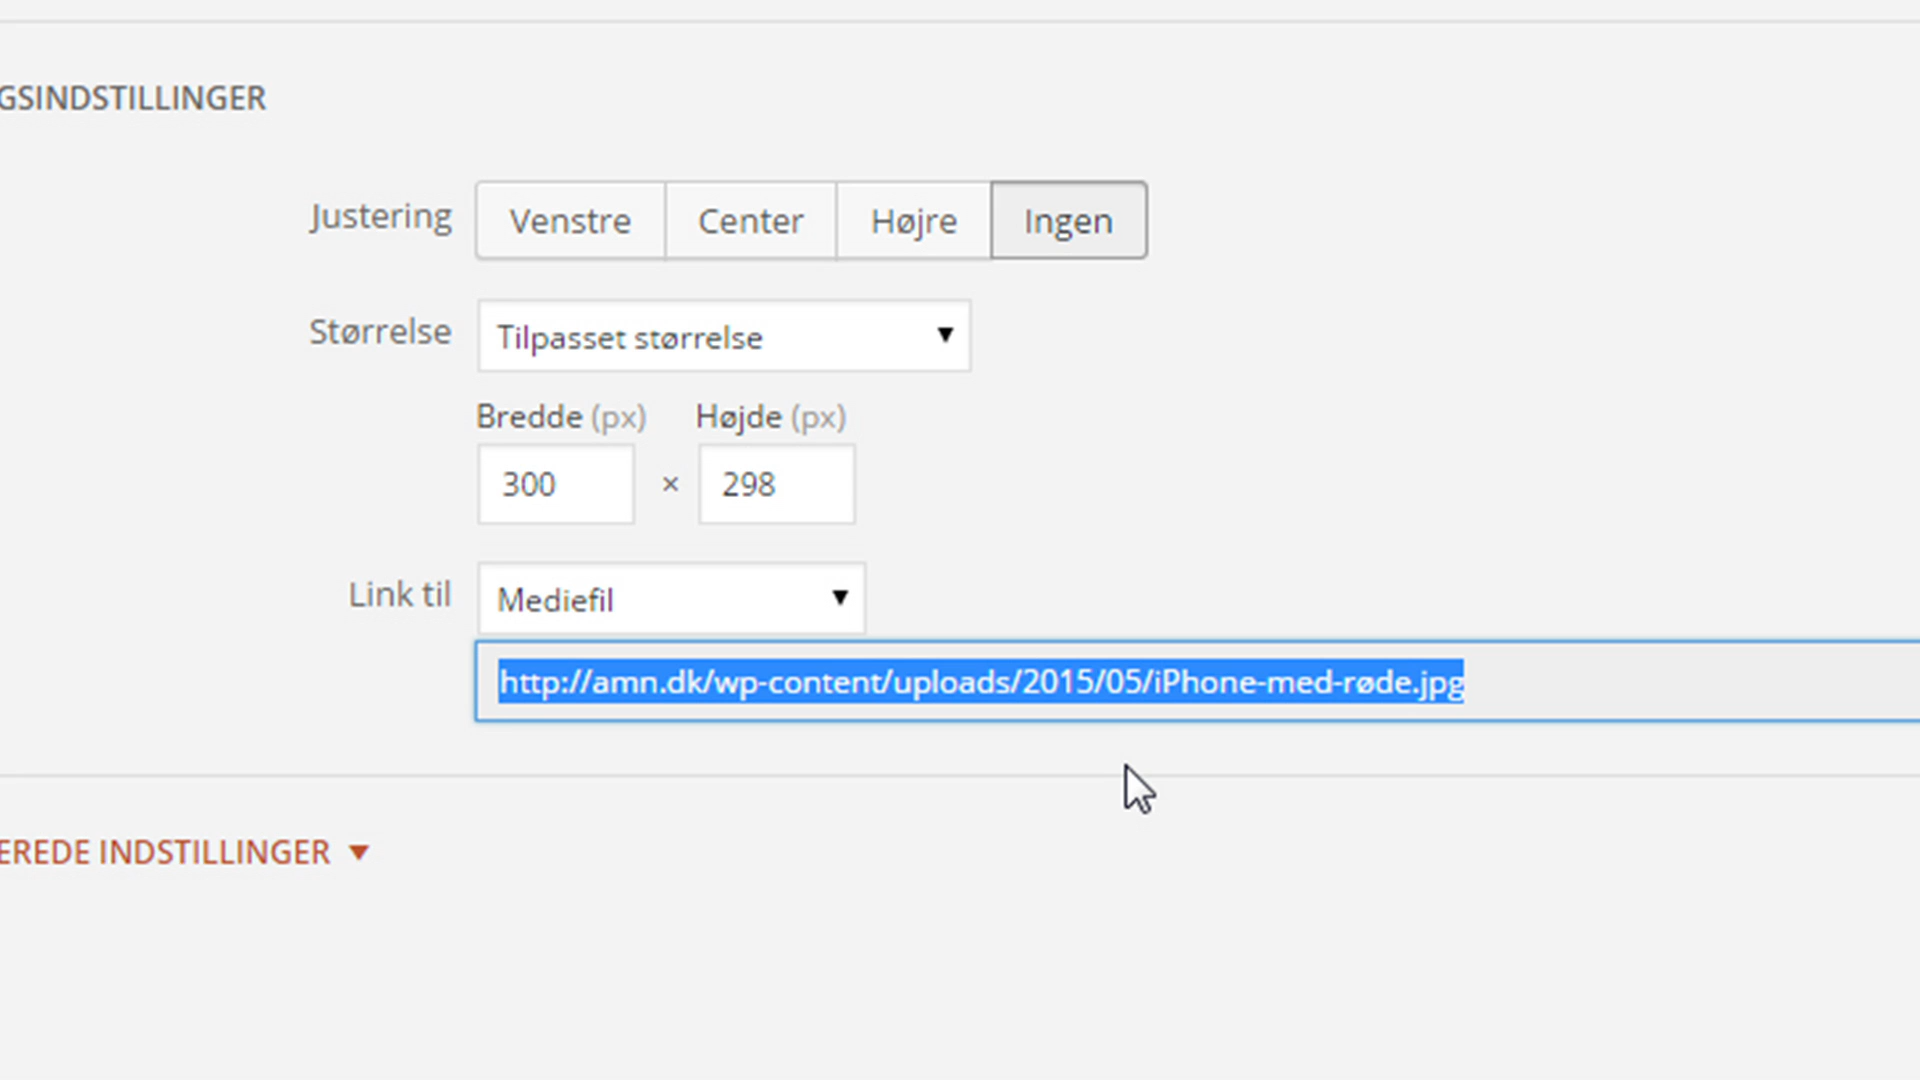 GSINDSTILLINGER
Justering Venstre Center Højre Ingen
Størrelse Tilpasset størrelse
Bredde (px) Højde (px)
300 × 298
Link til Mediefil
http://amn.dk/wp-content/uploads/2015/05/iPhone-med-røde.jpg
EREDE INDSTILLINGER